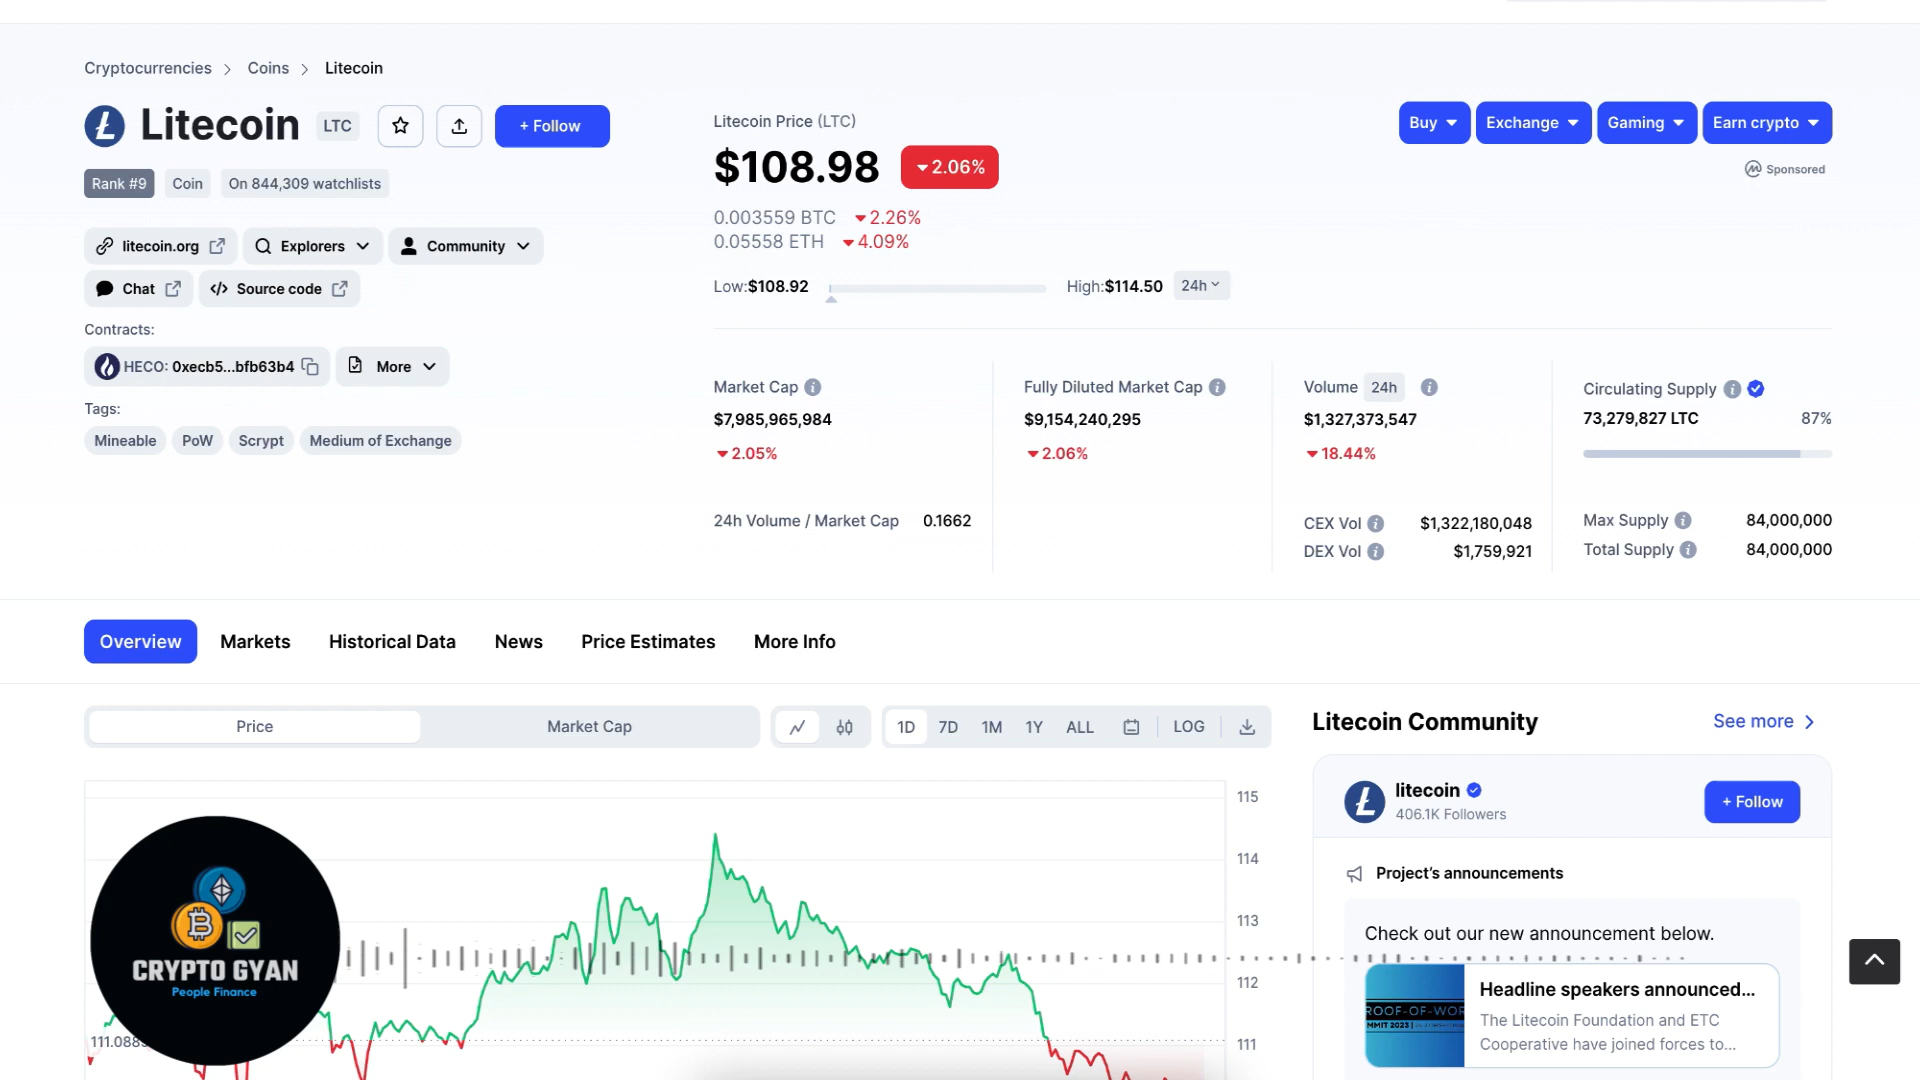 Cryptocurrencies > Coins > Litecoin
Litecoin LTC + Follow
Rank #9 Coin On 844,309 watchlists
litecoin.org Explorers Community
Chat </> Source code
Contracts:
HECO: 0xecb5...bfb63b4 More
Tags:
Mineable PoW Scrypt Medium of Exchange
Litecoin Price (LTC)
$108.98 2.06%
0.003559 BTC 2.26%
0.05558 ETH 4.09%
Low:$108.92 High:$114.50 24h
Buy Exchange Gaming Earn crypto
Sponsored
Market Cap
$7,985,965,984
2.05%
24h Volume / Market Cap 0.1662
Fully Diluted Market Cap
$9,154,240,295
2.06%
Volume 24h
$1,327,373,547
18.44%
CEX Vol $1,322,180,048
DEX Vol $1,759,921
Circulating Supply
73,279,827 LTC 87%
Max Supply 84,000,000
Total Supply 84,000,000
Overview Markets Historical Data News Price Estimates More Info
Price Market Cap
1D 7D 1M 1Y ALL LOG
115
114
113
112
111
CRYPTO GYAN
People Finance
Litecoin Community See more
litecoin
406.1K Followers
+ Follow
Project's announcements
Check out our new announcement below.
Headline speakers announced...
The Litecoin Foundation and ETC
Cooperative have joined forces to...